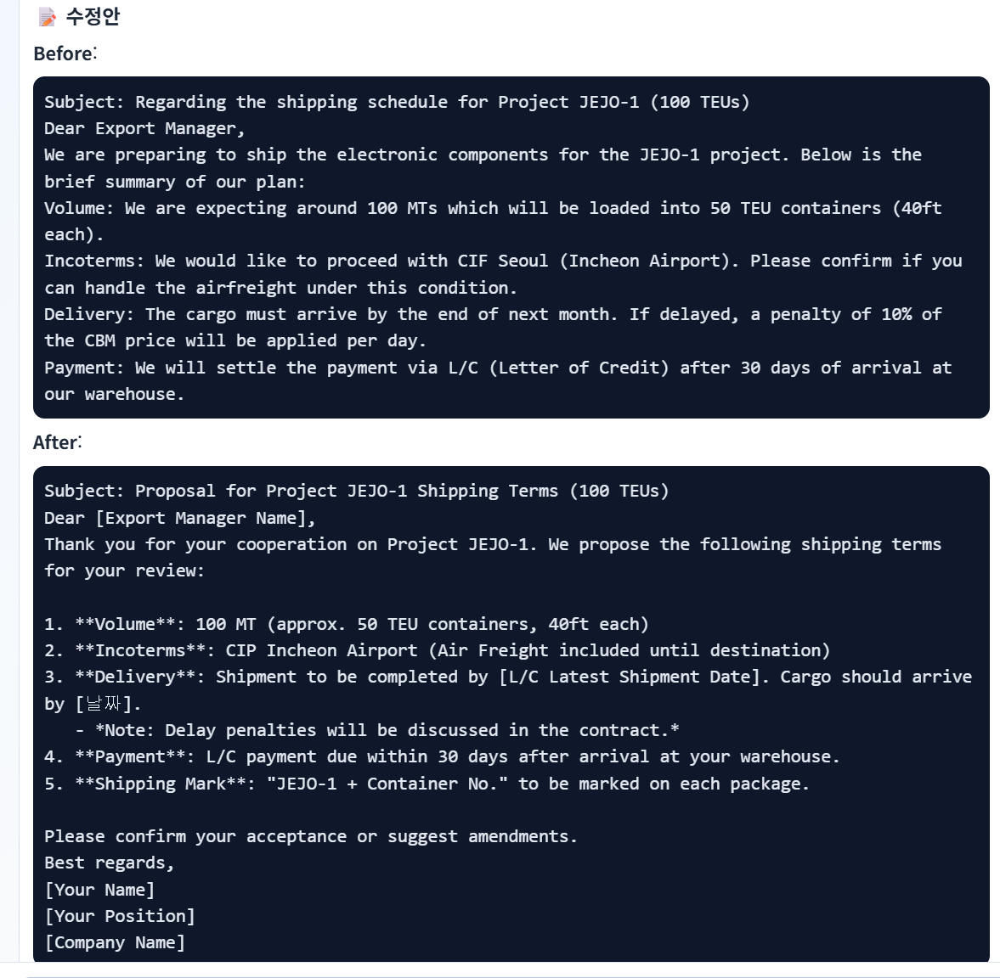 📝 수정안
Before:
Subject: Regarding the shipping schedule for Project JEJO-1 (100 TEUs)
Dear Export Manager,
We are preparing to ship the electronic components for the JEJO-1 project. Below is the
brief summary of our plan:
Volume: We are expecting around 100 MTs which will be loaded into 50 TEU containers (40ft
each).
Incoterms: We would like to proceed with CIF Seoul (Incheon Airport). Please confirm if you
can handle the airfreight under this condition.
Delivery: The cargo must arrive by the end of next month. If delayed, a penalty of 10% of
the CBM price will be applied per day.
Payment: We will settle the payment via L/C (Letter of Credit) after 30 days of arrival at
our warehouse.
After:
Subject: Proposal for Project JEJO-1 Shipping Terms (100 TEUs)
Dear [Export Manager Name],
Thank you for your cooperation on Project JEJO-1. We propose the following shipping terms
for your review:
1. **Volume**: 100 MT (approx. 50 TEU containers, 40ft each)
2. **Incoterms**: CIP Incheon Airport (Air Freight included until destination)
3. **Delivery**: Shipment to be completed by [L/C Latest Shipment Date]. Cargo should arrive
by [날짜].
- *Note: Delay penalties will be discussed in the contract.*
4. **Payment**: L/C payment due within 30 days after arrival at your warehouse.
5. **Shipping Mark**: "JEJO-1 + Container No." to be marked on each package.
Please confirm your acceptance or suggest amendments.
Best regards,
[Your Name]
[Your Position]
[Company Name]